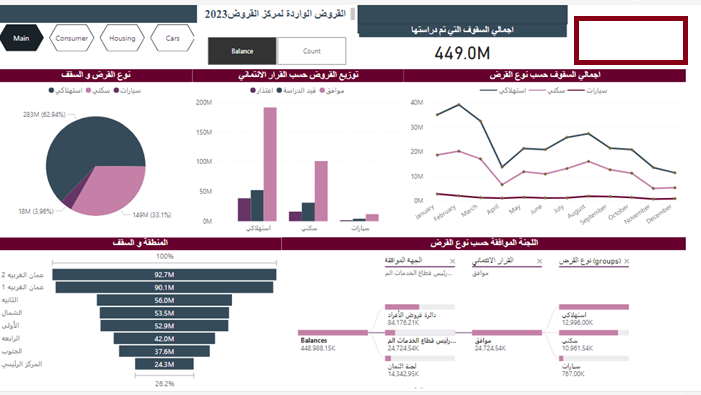 القروض الواردة لمركز القروض2023
Main
Consumer
Housing
Cars
Balance
Count
اجمالي السقوف التي تم دراستها
449.0M
نوع القرض و السقف
استهلاكي
سكني
سيارات
283M (62.94%)
18M (3.96%)
149M (33.1%)
توزيع القروض حسب القرار الائتماني
اعتذار
قيد الدراسة
موافق
200M
150M
100M
50M
0M
استهلاكي
سكني
سيارات
اجمالي السقوف حسب نوع القرض
استهلاكي
سكني
سيارات
40M
30M
20M
10M
0M
January
February
March
April
May
June
July
August
September
October
November
December
المنطقة و السقف
100%
عمان الغربيه 2 92.7M
عمان الغربيه 1 90.1M
الثانيه 56.0M
الشمال 53.5M
الأولى 52.9M
الرابعه 42.0M
الجنوب 37.6M
المركز الرئيسي 24.3M
26.2%
اللجنة الموافقة حسب نوع القرض
الجهة الموافقة
رئيس قطاع الخدمات الم...
القرار الائتماني
موافق
نوع القرض (groups)
Balances
448,988.15K
دائرة قروض الأفراد
84,176.21K
رئيس قطاع الخدمات الم...
24,724.54K
لجنة ائتمان
14,342.95K
موافق
24,724.54K
استهلاكي
12,996.00K
سكني
10,961.54K
سيارات
767.00K